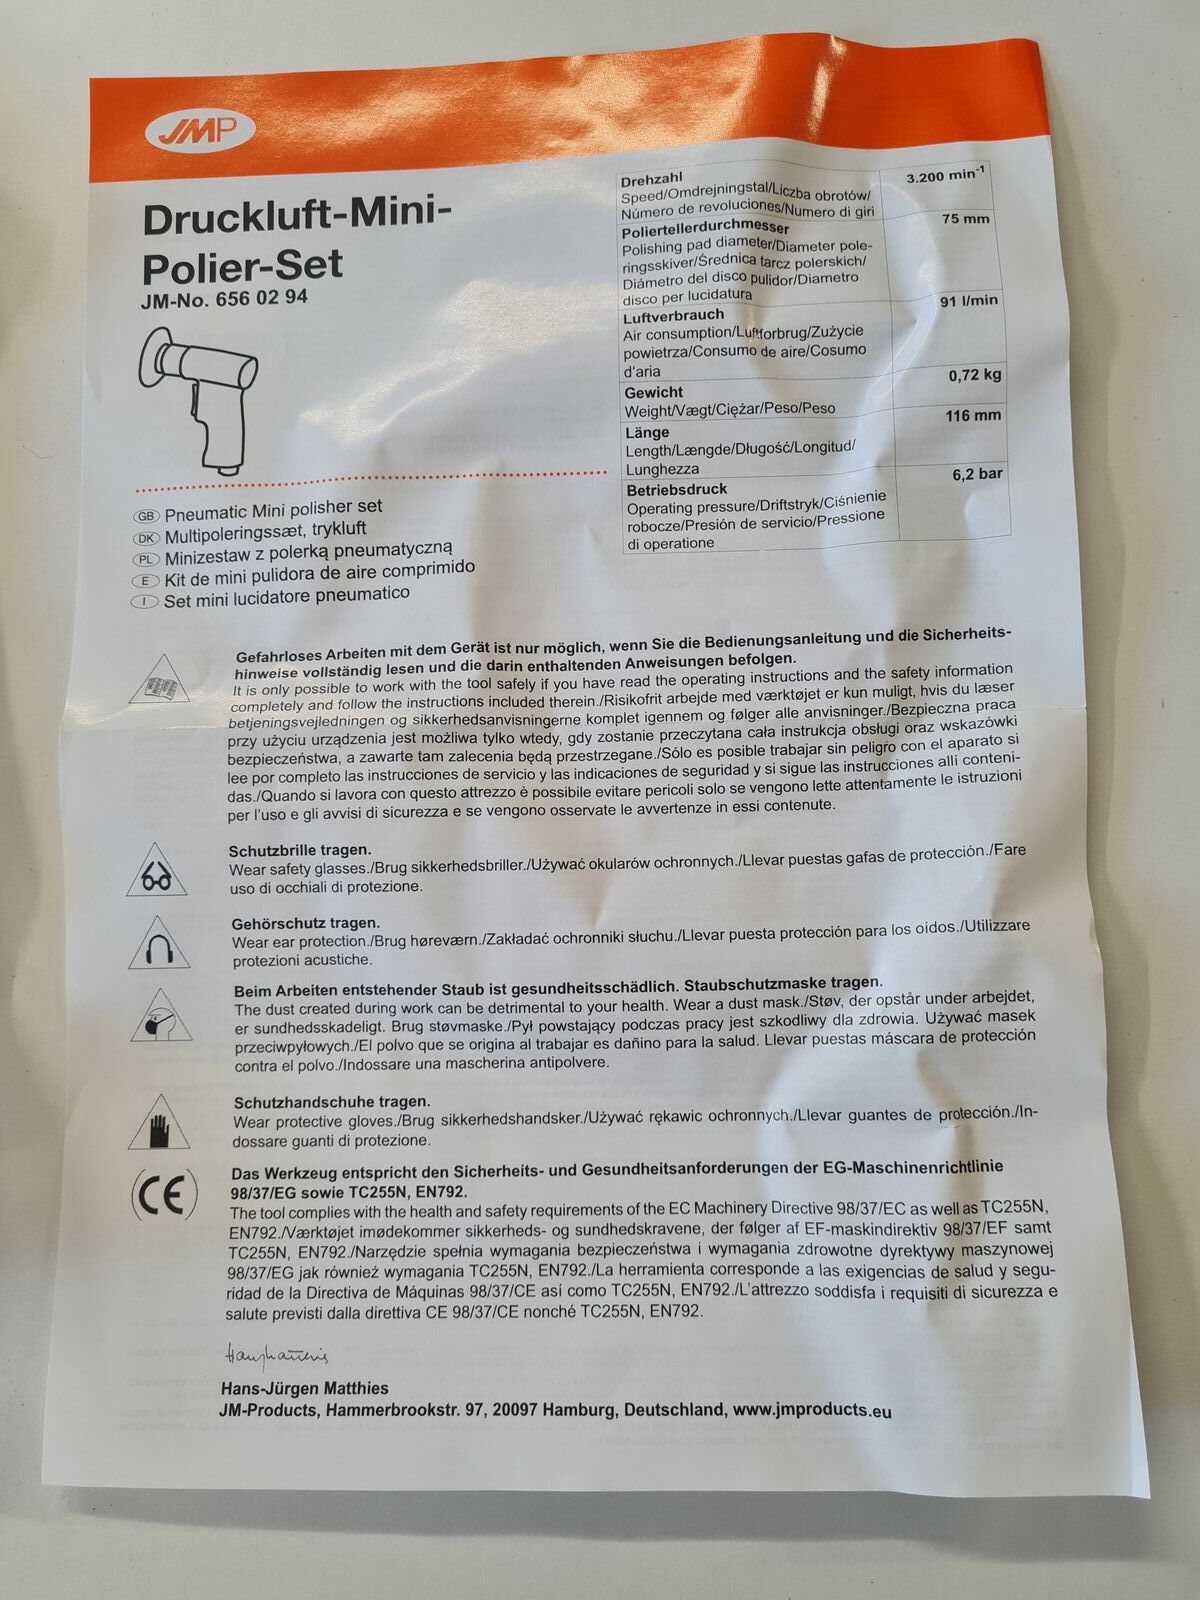 JMP
Druckluft-Mini-
Polier-Set
JM-No. 656 02 94
GB Pneumatic Mini polisher set
DK Multipoleringssæt, trykluft
PL Minizestaw z polerką pneumatyczną
E Kit de mini pulidora de aire comprimido
I Set mini lucidatore pneumatico
Drehzahl 3.200 min-1
Speed/Omdrejningstal/Liczba obrotów/
Número de revoluciones/Numero di giri
Poliertellerdurchmesser 75 mm
Polishing pad diameter/Diameter pole-
ringsskiver/Średnica tarcz polerskich/
Diámetro del disco pulidor/Diametro
disco per lucidatura
Luftverbrauch 91 l/min
Air consumption/Luftforbrug/Zużycie
powietrza/Consumo de aire/Cosumo
d'aria
Gewicht 0,72 kg
Weight/Vægt/Ciężar/Peso/Peso
Länge 116 mm
Length/Længde/Długość/Longitud/
Lunghezza
Betriebsdruck 6,2 bar
Operating pressure/Driftstryk/Ciśnienie
robocze/Presión de servicio/Pressione
di operatione
Gefahrloses Arbeiten mit dem Gerät ist nur möglich, wenn Sie die Bedienungsanleitung und die Sicherheits-
hinweise vollständig lesen und die darin enthaltenden Anweisungen befolgen.
It is only possible to work with the tool safely if you have read the operating instructions and the safety information
completely and follow the instructions included therein./Risikofrit arbejde med værktøjet er kun muligt, hvis du læser
betjeningsvejledningen og sikkerhedsanvisningerne komplet igennem og følger alle anvisninger./Bezpieczna praca
przy użyciu urządzenia jest możliwa tylko wtedy, gdy zostanie przeczytana cała instrukcja obsługi oraz wskazówki
bezpieczeństwa, a zawarte tam zalecenia będą przestrzegane./Sólo es posible trabajar sin peligro con el aparato si
lee por completo las instrucciones de servicio y las indicaciones de seguridad y si sigue las instrucciones allí conteni-
das./Quando si lavora con questo attrezzo è possibile evitare pericoli solo se vengono lette attentamente le istruzioni
per l'uso e gli avvisi di sicurezza e se vengono osservate le avvertenze in essi contenute.
Schutzbrille tragen.
Wear safety glasses./Brug sikkerhedsbriller./Używać okularów ochronnych./Llevar puestas gafas de protección./Fare
uso di occhiali di protezione.
Gehörschutz tragen.
Wear ear protection./Brug høreværn./Zakładać ochronniki słuchu./Llevar puesta protección para los oídos./Utilizzare
protezioni acustiche.
Beim Arbeiten entstehender Staub ist gesundheitsschädlich. Staubschutzmaske tragen.
The dust created during work can be detrimental to your health. Wear a dust mask./Støv, der opstår under arbejdet,
er sundhedsskadeligt. Brug støvmaske./Pył powstający podczas pracy jest szkodliwy dla zdrowia. Używać masek
przeciwpyłowych./El polvo que se origina al trabajar es dañino para la salud. Llevar puestas máscara de protección
contra el polvo./Indossare una mascherina antipolvere.
Schutzhandschuhe tragen.
Wear protective gloves./Brug sikkerhedshandsker./Używać rękawic ochronnych./Llevar guantes de protección./In-
dossare guanti di protezione.
CE
Das Werkzeug entspricht den Sicherheits- und Gesundheitsanforderungen der EG-Maschinenrichtlinie
98/37/EG sowie TC255N, EN792.
The tool complies with the health and safety requirements of the EC Machinery Directive 98/37/EC as well as TC255N,
EN792./Værktøjet imødekommer sikkerheds- og sundhedskravene, der følger af EF-maskindirektiv 98/37/EF samt
TC255N, EN792./Narzędzie spełnia wymagania bezpieczeństwa i wymagania zdrowotne dyrektywy maszynowej
98/37/EG jak również wymagania TC255N, EN792./La herramienta corresponde a las exigencias de salud y segu-
ridad de la Directiva de Máquinas 98/37/CE así como TC255N, EN792./L'attrezzo soddisfa i requisiti di sicurezza e
salute previsti dalla direttiva CE 98/37/CE nonché TC255N, EN792.
Hans-Jürgen Matthies
JM-Products, Hammerbrookstr. 97, 20097 Hamburg, Deutschland, www.jmproducts.eu